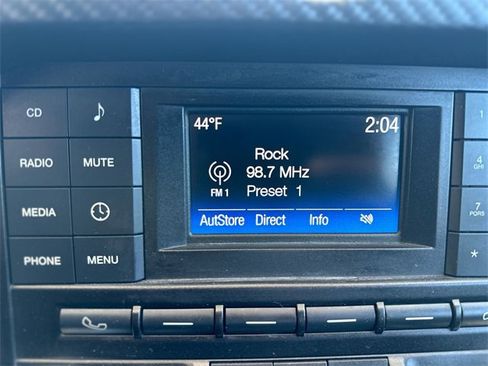 CD
RADIO MUTE
MEDIA
PHONE MENU
44°F 2:04
Rock
98.7 MHz
FM 1 Preset 1
AutStore Direct Info
1
4 GHI
7 PQRS
*